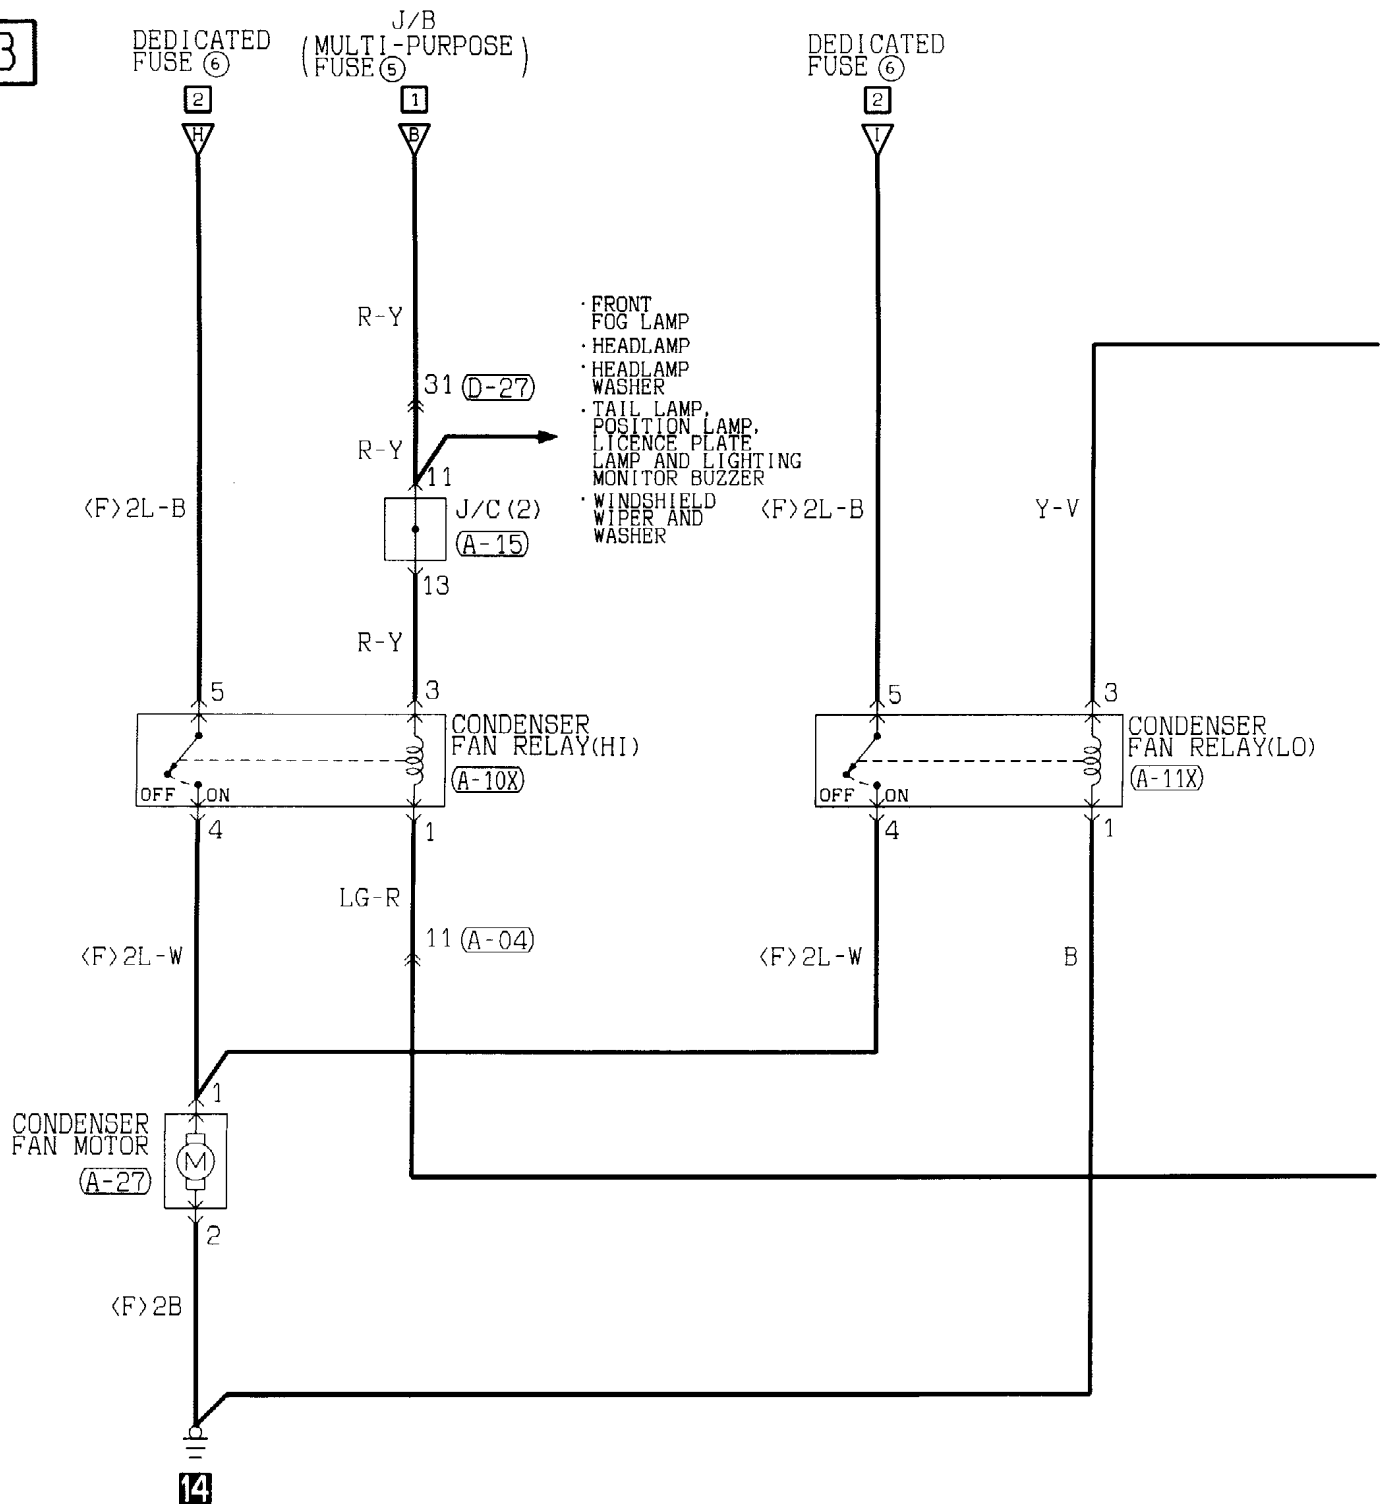 3
DEDICATED
FUSE ⑥
2
H
J/B
(MULTI-PURPOSE
FUSE ⑤)
1
B
DEDICATED
FUSE ⑥
2
I
R-Y
31 (D-27)
R-Y
11
· FRONT
FOG LAMP
· HEADLAMP
· HEADLAMP
WASHER
· TAIL LAMP,
POSITION LAMP,
LICENCE PLATE
LAMP AND LIGHTING
MONITOR BUZZER
· WINDSHIELD
WIPER AND
WASHER
<F>2L-B
J/C(2)
(A-15)
13
<F>2L-B
Y-V
R-Y
5
3
CONDENSER
FAN RELAY(HI)
(A-10X)
OFF
ON
4
1
5
3
CONDENSER
FAN RELAY(LO)
(A-11X)
OFF
ON
4
1
LG-R
11 (A-04)
<F>2L-W
<F>2L-W
B
1
CONDENSER
FAN MOTOR
(A-27)
M
2
<F>2B
14